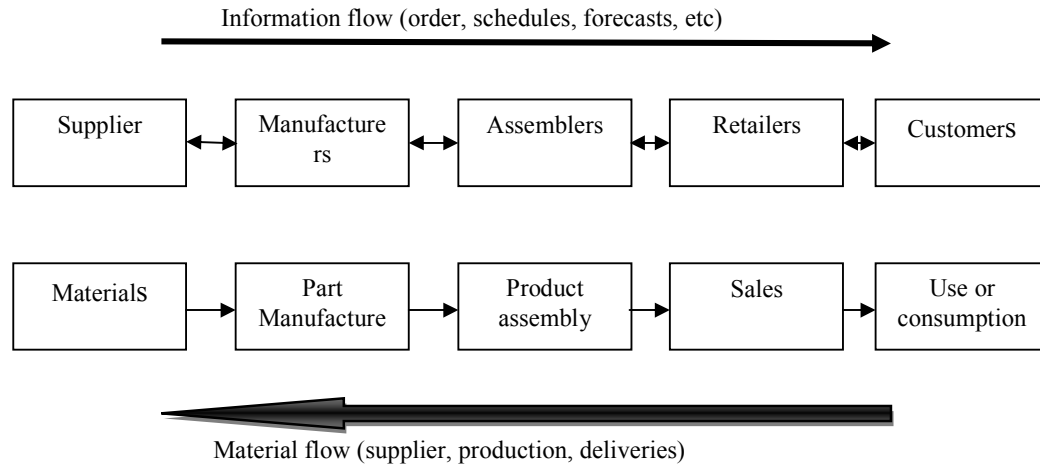 Information flow (order, schedules, forecasts, etc)
Supplier
Manufacture
rs
Assemblers
Retailers
Customers
Materials
Part
Manufacture
Product
assembly
Sales
Use or
consumption
Material flow (supplier, production, deliveries)